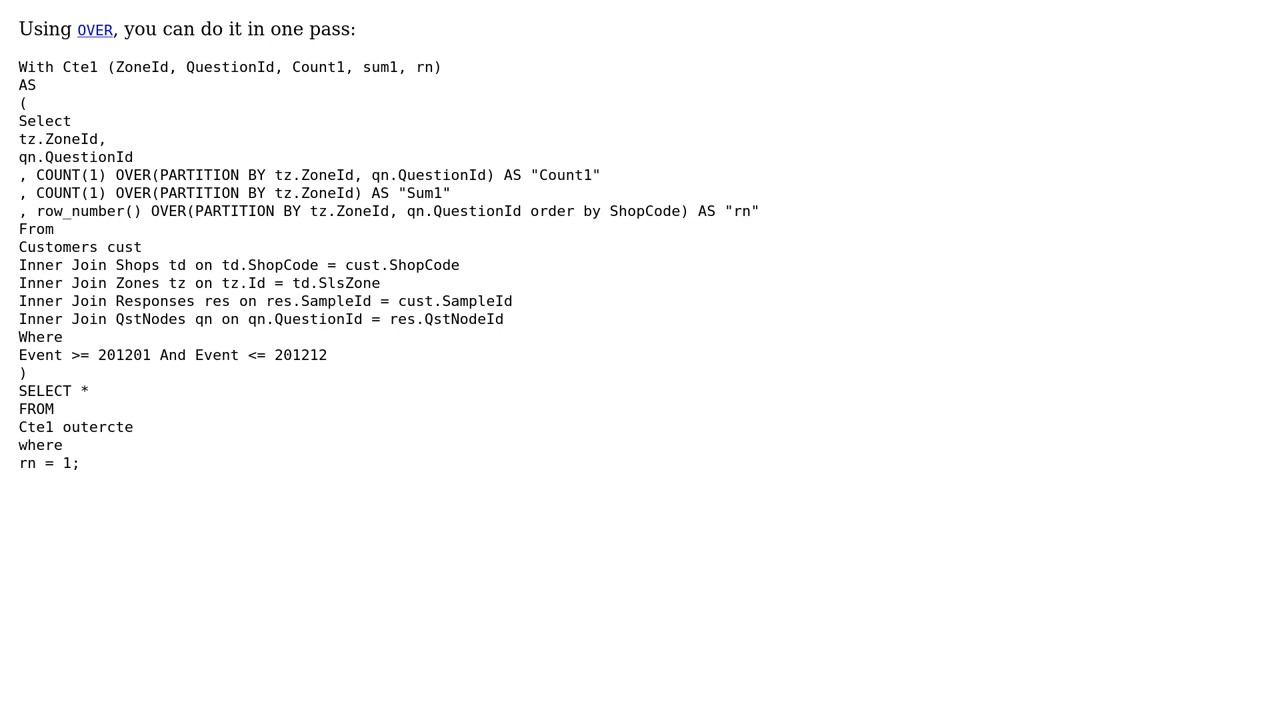 Using OVER, you can do it in one pass:
With Cte1 (ZoneId, QuestionId, Count1, sum1, rn)
AS
(
Select
tz.ZoneId,
qn.QuestionId
, COUNT(1) OVER(PARTITION BY tz.ZoneId, qn.QuestionId) AS "Count1"
, COUNT(1) OVER(PARTITION BY tz.ZoneId) AS "Sum1"
, row_number() OVER(PARTITION BY tz.ZoneId, qn.QuestionId order by ShopCode) AS "rn"
From
Customers cust
Inner Join Shops td on td.ShopCode = cust.ShopCode
Inner Join Zones tz on tz.Id = td.SlsZone
Inner Join Responses res on res.SampleId = cust.SampleId
Inner Join QstNodes qn on qn.QuestionId = res.QstNodeId
Where
Event >= 201201 And Event <= 201212
)
SELECT *
FROM
Cte1 outercte
where
rn = 1;